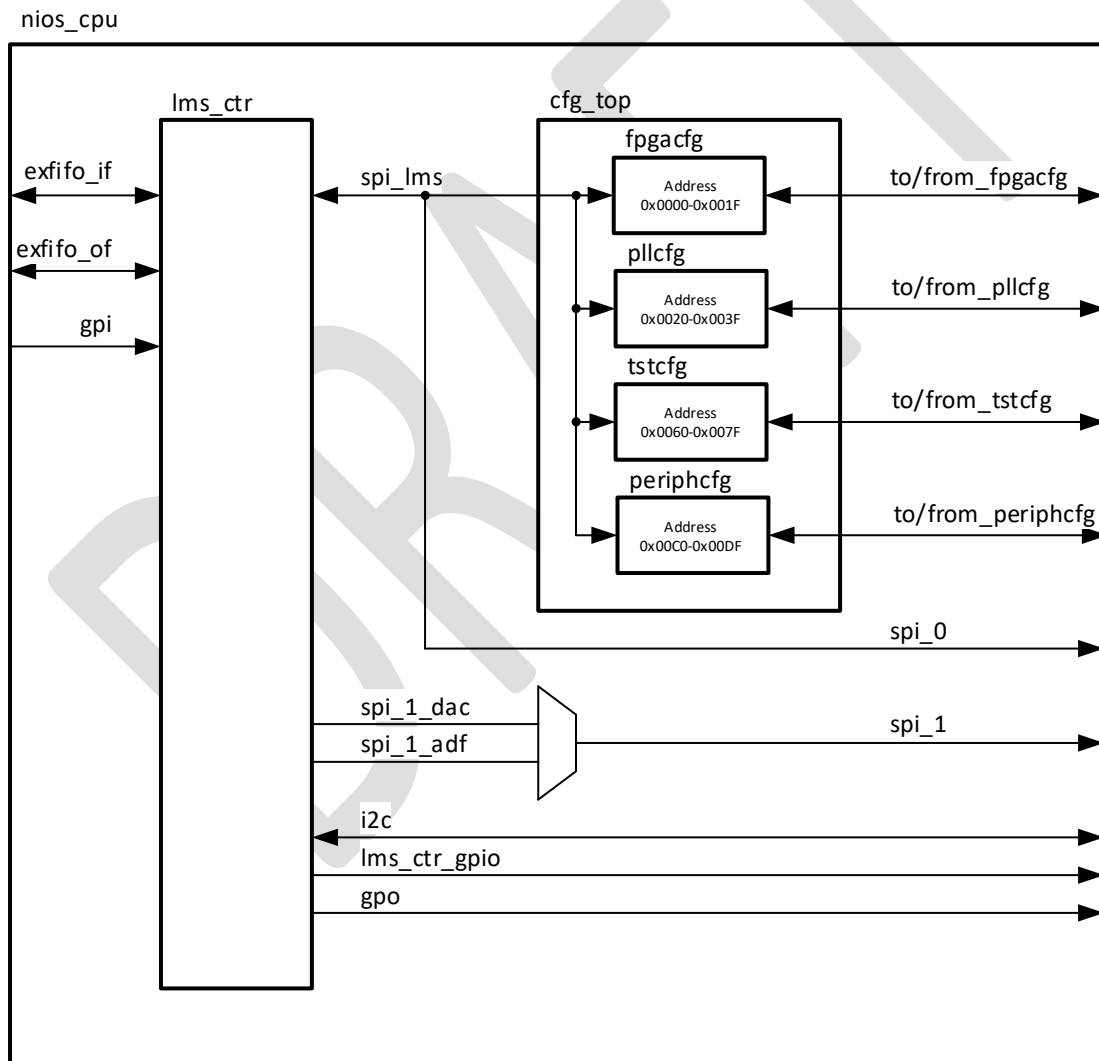 nios_cpu
lms_ctr
cfg_top
fpgacfg
exfifo_if
spi_lms
Address
0x0000-0x001F
to/from_fpgacfg
exfifo_of
pllcfg
Address
0x0020-0x003F
to/from_pllcfg
gpi
tstcfg
Address
0x0060-0x007F
to/from_tstcfg
periphcfg
Address
0x00C0-0x00DF
to/from_periphcfg
spi_0
spi_1_dac
spi_1_adf
spi_1
i2c
lms_ctr_gpio
gpo
DRAFT